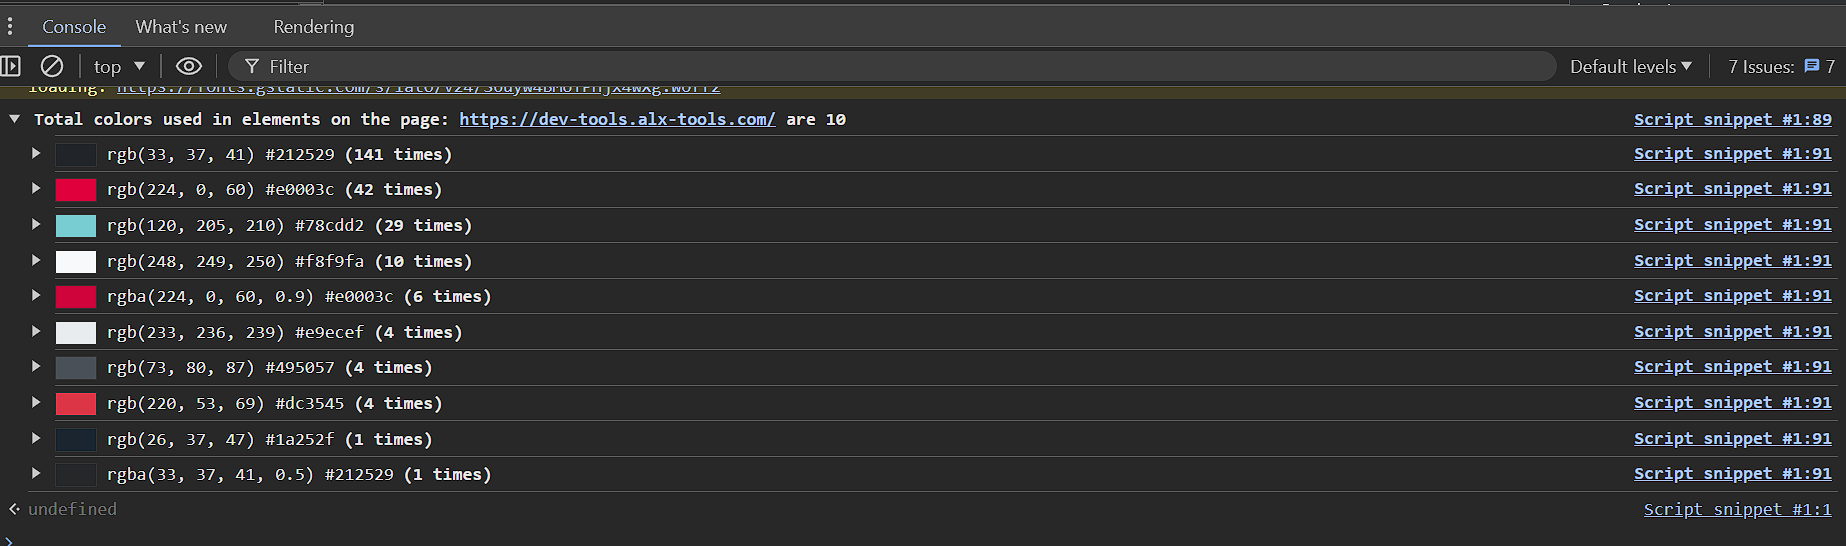 Console What's new Rendering
top Filter Default levels 7 Issues: 7
loading: https://fonts.gstatic.com/s/lato/v24/
Total colors used in elements on the page: https://dev-tools.alx-tools.com/ are 10 Script snippet #1:89
rgb(33, 37, 41) #212529 (141 times) Script snippet #1:91
rgb(224, 0, 60) #e0003c (42 times) Script snippet #1:91
rgb(120, 205, 210) #78cdd2 (29 times) Script snippet #1:91
rgb(248, 249, 250) #f8f9fa (10 times) Script snippet #1:91
rgba(224, 0, 60, 0.9) #e0003c (6 times) Script snippet #1:91
rgb(233, 236, 239) #e9ecef (4 times) Script snippet #1:91
rgb(73, 80, 87) #495057 (4 times) Script snippet #1:91
rgb(220, 53, 69) #dc3545 (4 times) Script snippet #1:91
rgb(26, 37, 47) #1a252f (1 times) Script snippet #1:91
rgba(33, 37, 41, 0.5) #212529 (1 times) Script snippet #1:91
undefined Script snippet #1:1